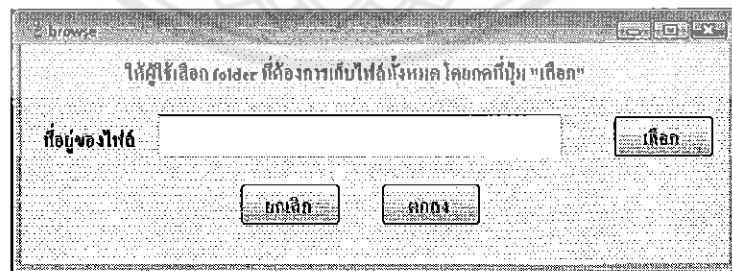 browse
ให้ผู้ใช้เลือก folder ที่ต้องการเก็บไฟล์ทั้งหมด โดยกดที่ปุ่ม "เลือก"
ที่อยู่ของไฟล์
เลือก
ยกเลิก ตกลง